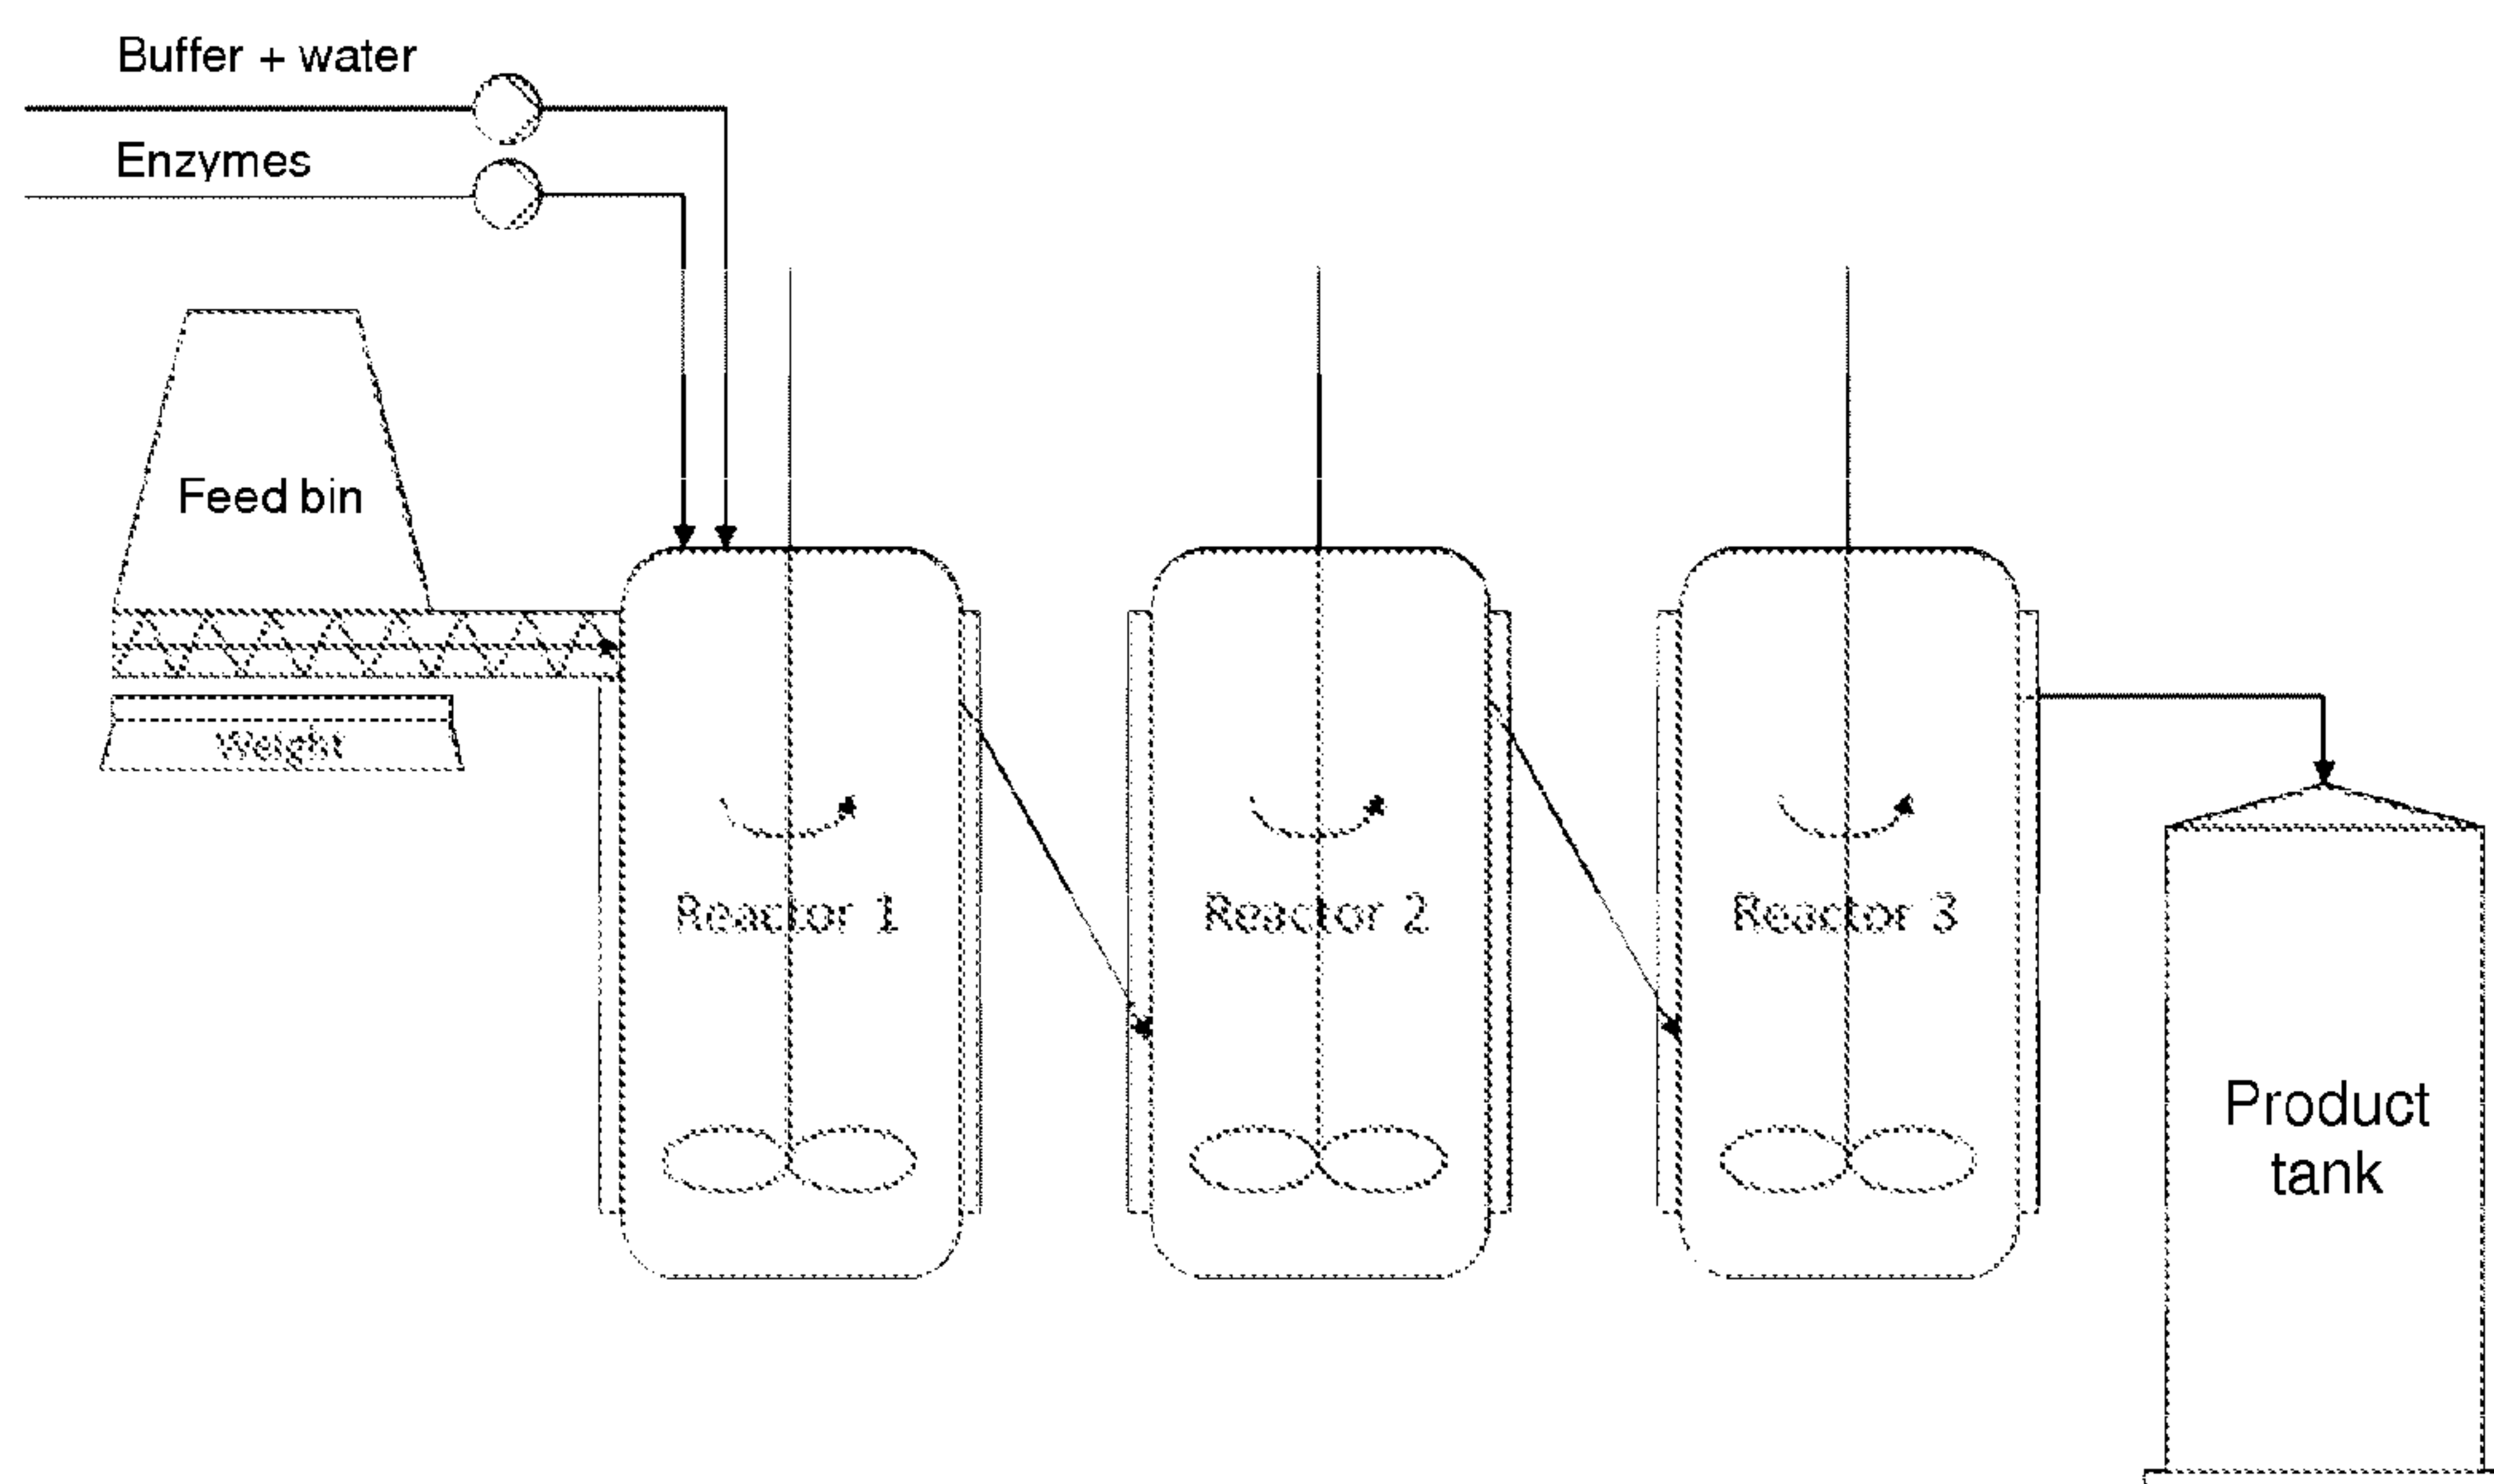 Buffer + water
Enzymes
Feed bin
Weight
Reactor 1
Reactor 2
Reactor 3
Product
tank